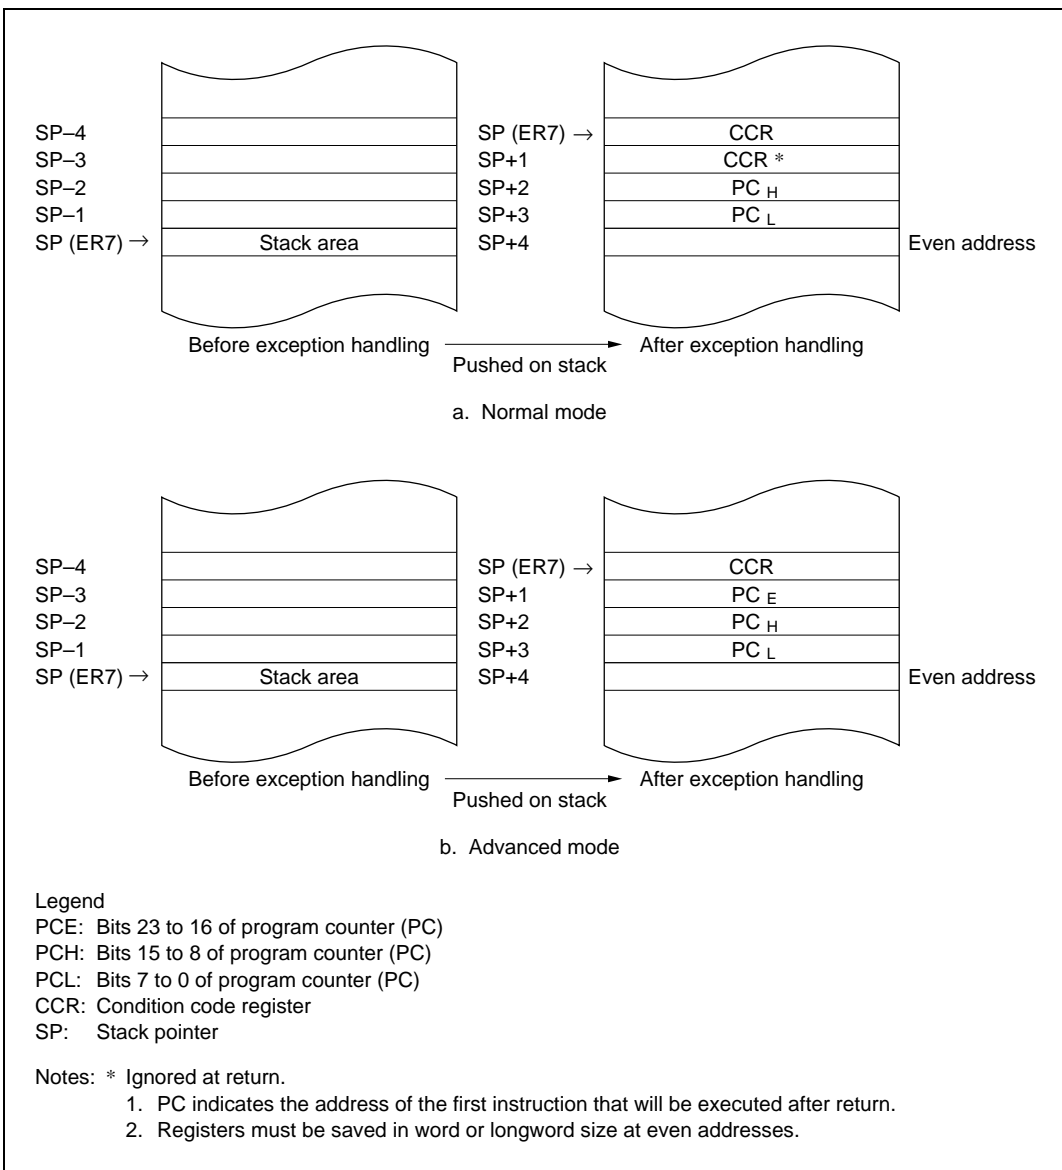 SP–4 SP (ER7) → CCR
SP–3 SP+1 CCR *
SP–2 SP+2 PC H
SP–1 SP+3 PC L
SP (ER7) → Stack area SP+4 Even address
Before exception handling After exception handling
Pushed on stack
a. Normal mode
SP–4 SP (ER7) → CCR
SP–3 SP+1 PC E
SP–2 SP+2 PC H
SP–1 SP+3 PC L
SP (ER7) → Stack area SP+4 Even address
Before exception handling After exception handling
Pushed on stack
b. Advanced mode
Legend
PCE: Bits 23 to 16 of program counter (PC)
PCH: Bits 15 to 8 of program counter (PC)
PCL: Bits 7 to 0 of program counter (PC)
CCR: Condition code register
SP: Stack pointer
Notes: * Ignored at return.
1. PC indicates the address of the first instruction that will be executed after return.
2. Registers must be saved in word or longword size at even addresses.